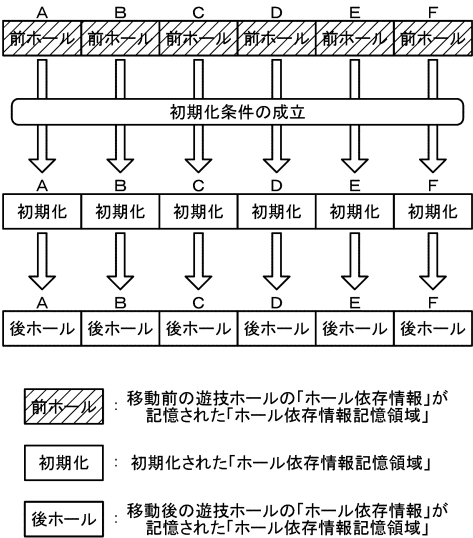 A B C D E F
前ホール 前ホール 前ホール 前ホール 前ホール 前ホール
初期化条件の成立
A B C D E F
初期化 初期化 初期化 初期化 初期化 初期化
A B C D E F
後ホール 後ホール 後ホール 後ホール 後ホール 後ホール
前ホール : 移動前の遊技ホールの「ホール依存情報」が
記憶された「ホール依存情報記憶領域」
初期化 : 初期化された「ホール依存情報記憶領域」
後ホール : 移動後の遊技ホールの「ホール依存情報」が
記憶された「ホール依存情報記憶領域」